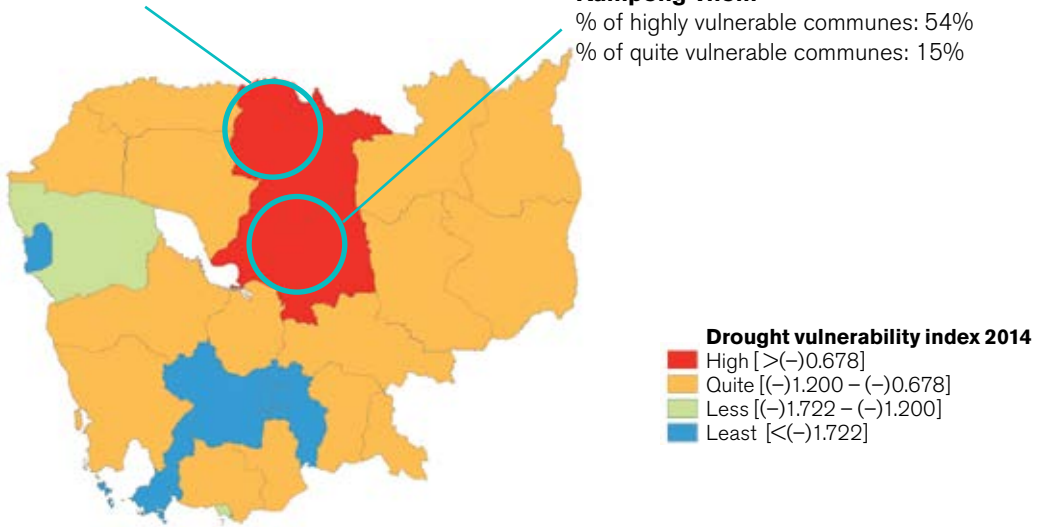 % of highly vulnerable communes: 54%
% of quite vulnerable communes: 15%
Drought vulnerability index 2014
High [>(–)0.678]
Quite [(–)1.200 – (–)0.678]
Less [(–)1.722 – (–)1.200]
Least [<(–)1.722]